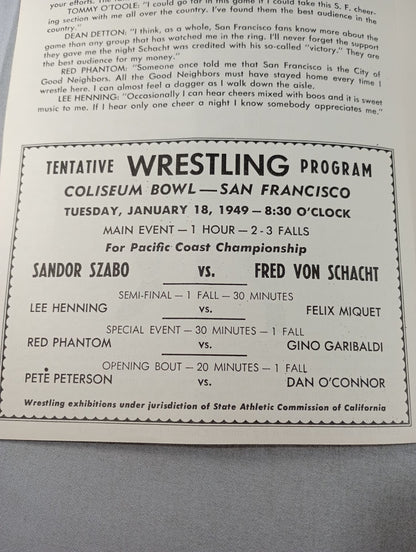 your efforts. The
I could go far in this game if I could take this S. F. cheer-
TOMMY O'TOOLE: "I could
ing section with me all over the country. I've found them the best audience in the
country."
DEAN DETTON: "I think, as a whole, San Francisco fans know more about the
game than any group that has watched me in the ring. I'll never forget the support
they gave me the night Schacht was credited with his so-called "victory." They are
the best audience for my money."
RED PHANTOM: "Someone once told me that San Francisco is the City of
Good Neighbors. All the Good Neighbors must have stayed home every time I
wrestle here. I can almost feel a dagger as I walk down the aisle.
LEE HENNING: "Occasionally I can hear cheers mixed with boos and it is sweet
music to me. If I hear only one cheer a night I know somebody appreciates me."
TENTATIVE WRESTLING PROGRAM
COLISEUM BOWL — SAN FRANCISCO
TUESDAY, JANUARY 18, 1949 — 8:30 O'CLOCK
MAIN EVENT — 1 HOUR — 2-3 FALLS
For Pacific Coast Championship
SANDOR SZABO vs. FRED VON SCHACHT
SEMI-FINAL — 1 FALL — 30 MINUTES
LEE HENNING vs. FELIX MIQUET
SPECIAL EVENT — 30 MINUTES — 1 FALL
RED PHANTOM vs. GINO GARIBALDI
OPENING BOUT — 20 MINUTES — 1 FALL
PETE PETERSON vs. DAN O'CONNOR
Wrestling exhibitions under jurisdiction of State Athletic Commission of California